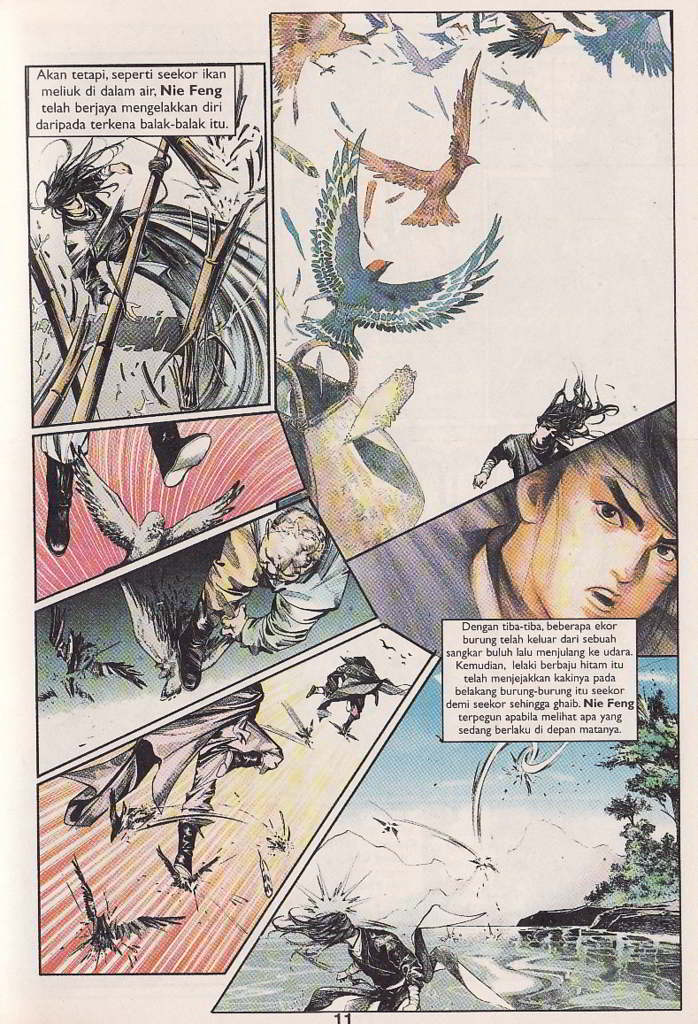 Akan tetapi, seperti seekor ikan
meliuk di dalam air, Nie Feng
telah berjaya mengelakkan diri
daripada terkena balak-balak itu.
Dengan tiba-tiba, beberapa ekor
burung telah keluar dari sebuah
sangkar buluh lalu menjulang ke udara.
Kemudian, lelaki berbaju hitam itu
telah menjejakkan kakinya pada
belakang burung-burung itu seekor
demi seekor sehingga ghaib. Nie Feng
terpegun apabila melihat apa yang
sedang berlaku di depan matanya.
11